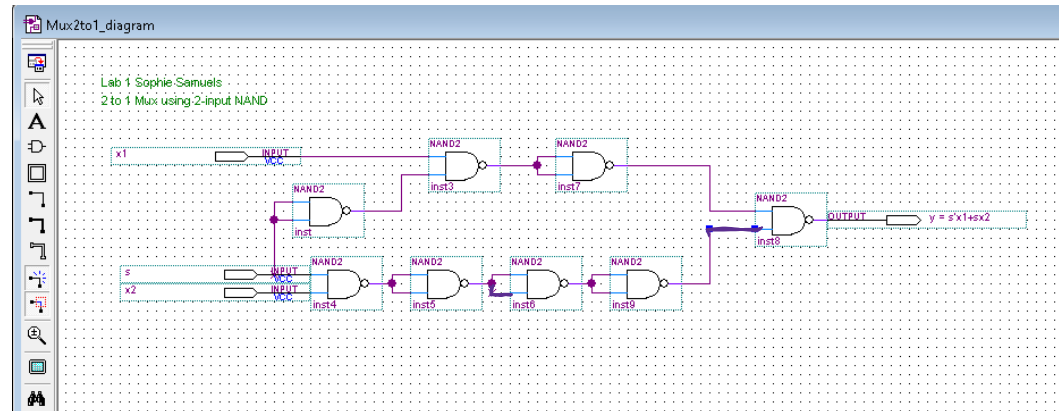 Mux2to1_diagram
Lab 1 Sophie Samuels
2 to 1 Mux using 2-input NAND
NAND2
NAND2
x1
INPUT
VCC
inst3
inst7
NAND2
NAND2
inst
OUTPUT
y = s'x1+sx2
inst8
NAND2
NAND2
NAND2
NAND2
s
INPUT
VCC
x2
INPUT
VCC
inst4
inst5
inst6
inst9